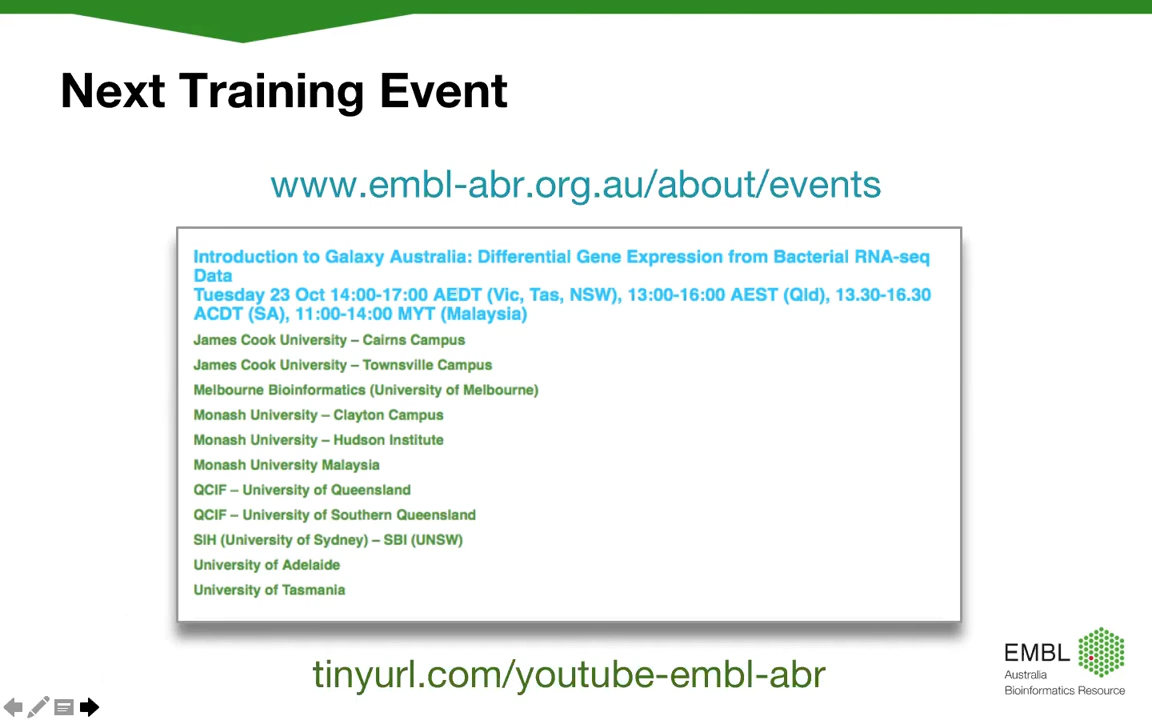 Next Training Event
www.embl-abr.org.au/about/events
Introduction to Galaxy Australia: Differential Gene Expression from Bacterial RNA-seq
Data
Tuesday 23 Oct 14:00-17:00 AEDT (Vic, Tas, NSW), 13:00-16:00 AEST (Qld), 13.30-16.30
ACDT (SA), 11:00-14:00 MYT (Malaysia)
James Cook University – Cairns Campus
James Cook University – Townsville Campus
Melbourne Bioinformatics (University of Melbourne)
Monash University – Clayton Campus
Monash University – Hudson Institute
Monash University Malaysia
QCIF – University of Queensland
QCIF – University of Southern Queensland
SIH (University of Sydney) – SBI (UNSW)
University of Adelaide
University of Tasmania
tinyurl.com/youtube-embl-abr
EMBL
Australia
Bioinformatics Resource